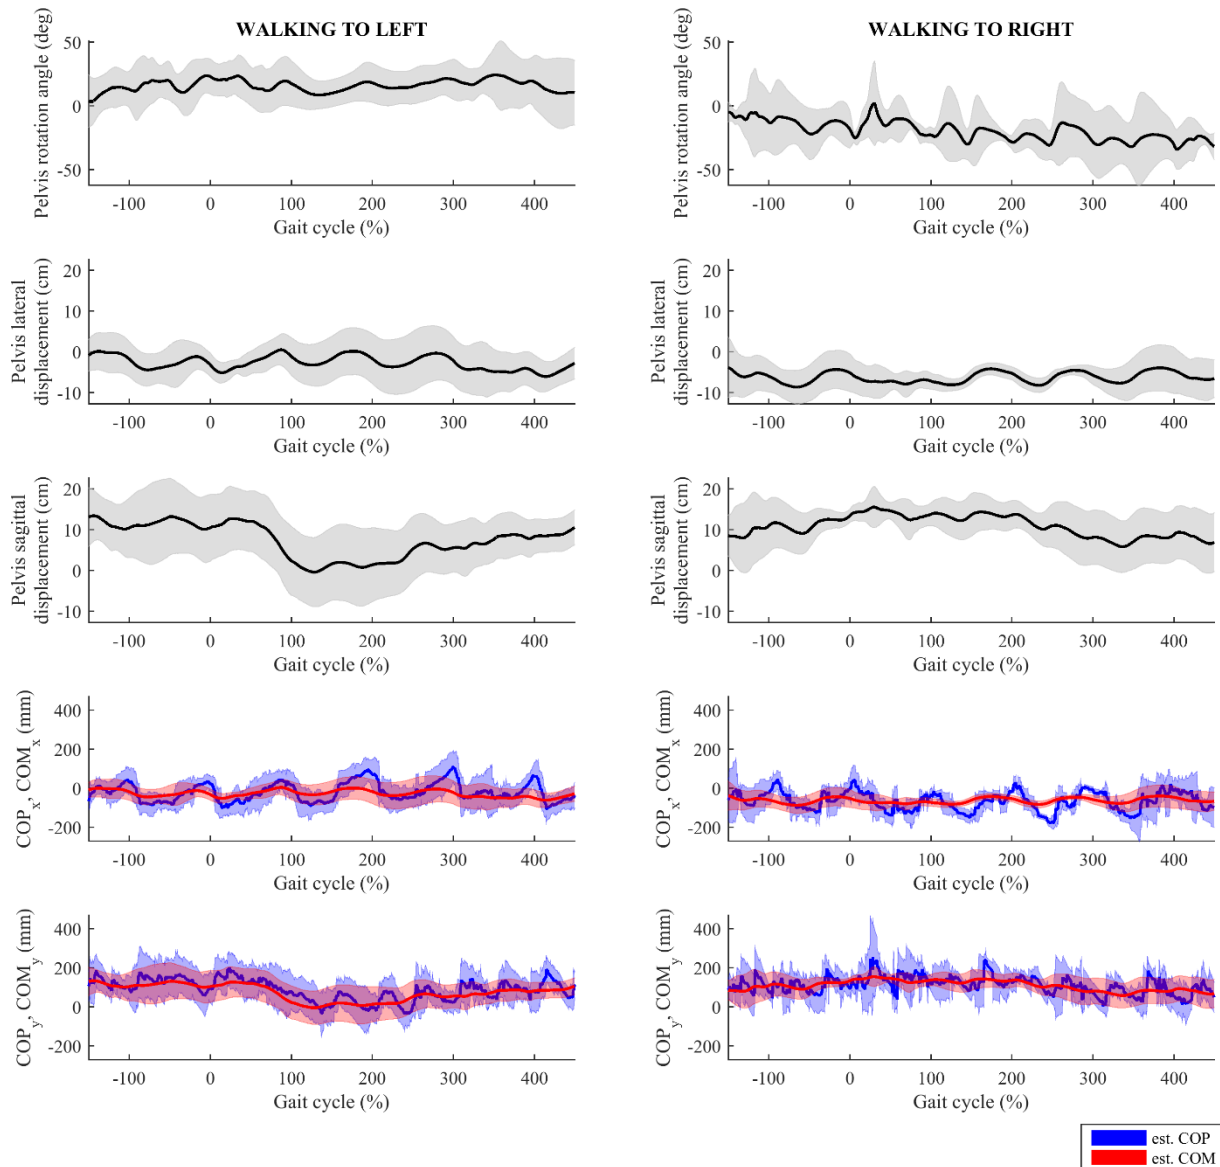 WALKING TO LEFT
Pelvis rotation angle (deg)
50
0
-50
-100 0 100 200 300 400
Gait cycle (%)
WALKING TO RIGHT
Pelvis rotation angle (deg)
50
0
-50
-100 0 100 200 300 400
Gait cycle (%)
Pelvis lateral
displacement (cm)
20
10
0
-10
-100 0 100 200 300 400
Gait cycle (%)
Pelvis lateral
displacement (cm)
20
10
0
-10
-100 0 100 200 300 400
Gait cycle (%)
Pelvis sagittal
displacement (cm)
20
10
0
-10
-100 0 100 200 300 400
Gait cycle (%)
Pelvis sagittal
displacement (cm)
20
10
0
-10
-100 0 100 200 300 400
Gait cycle (%)
COPx, COMx (mm)
400
200
0
-200
-100 0 100 200 300 400
Gait cycle (%)
COPx, COMx (mm)
400
200
0
-200
-100 0 100 200 300 400
Gait cycle (%)
COPy, COMy (mm)
400
200
0
-200
-100 0 100 200 300 400
Gait cycle (%)
COPy, COMy (mm)
400
200
0
-200
-100 0 100 200 300 400
Gait cycle (%)
est. COP
est. COM